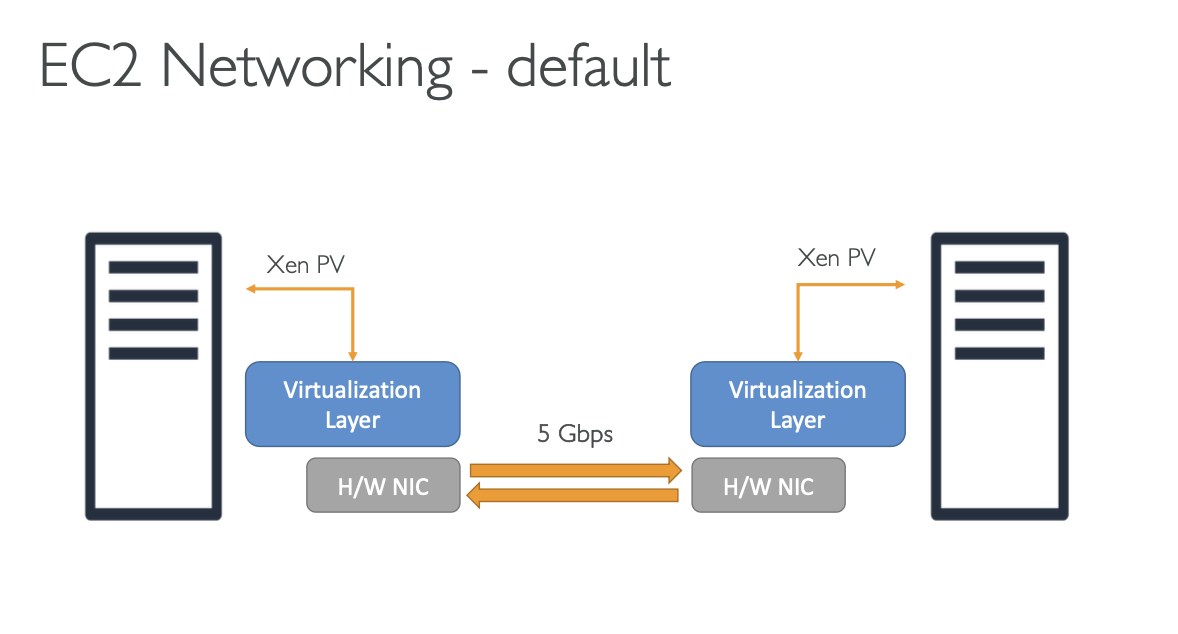 EC2 Networking - default
Xen PV
Xen PV
Virtualization
Layer
Virtualization
Layer
5 Gbps
H/W NIC
H/W NIC